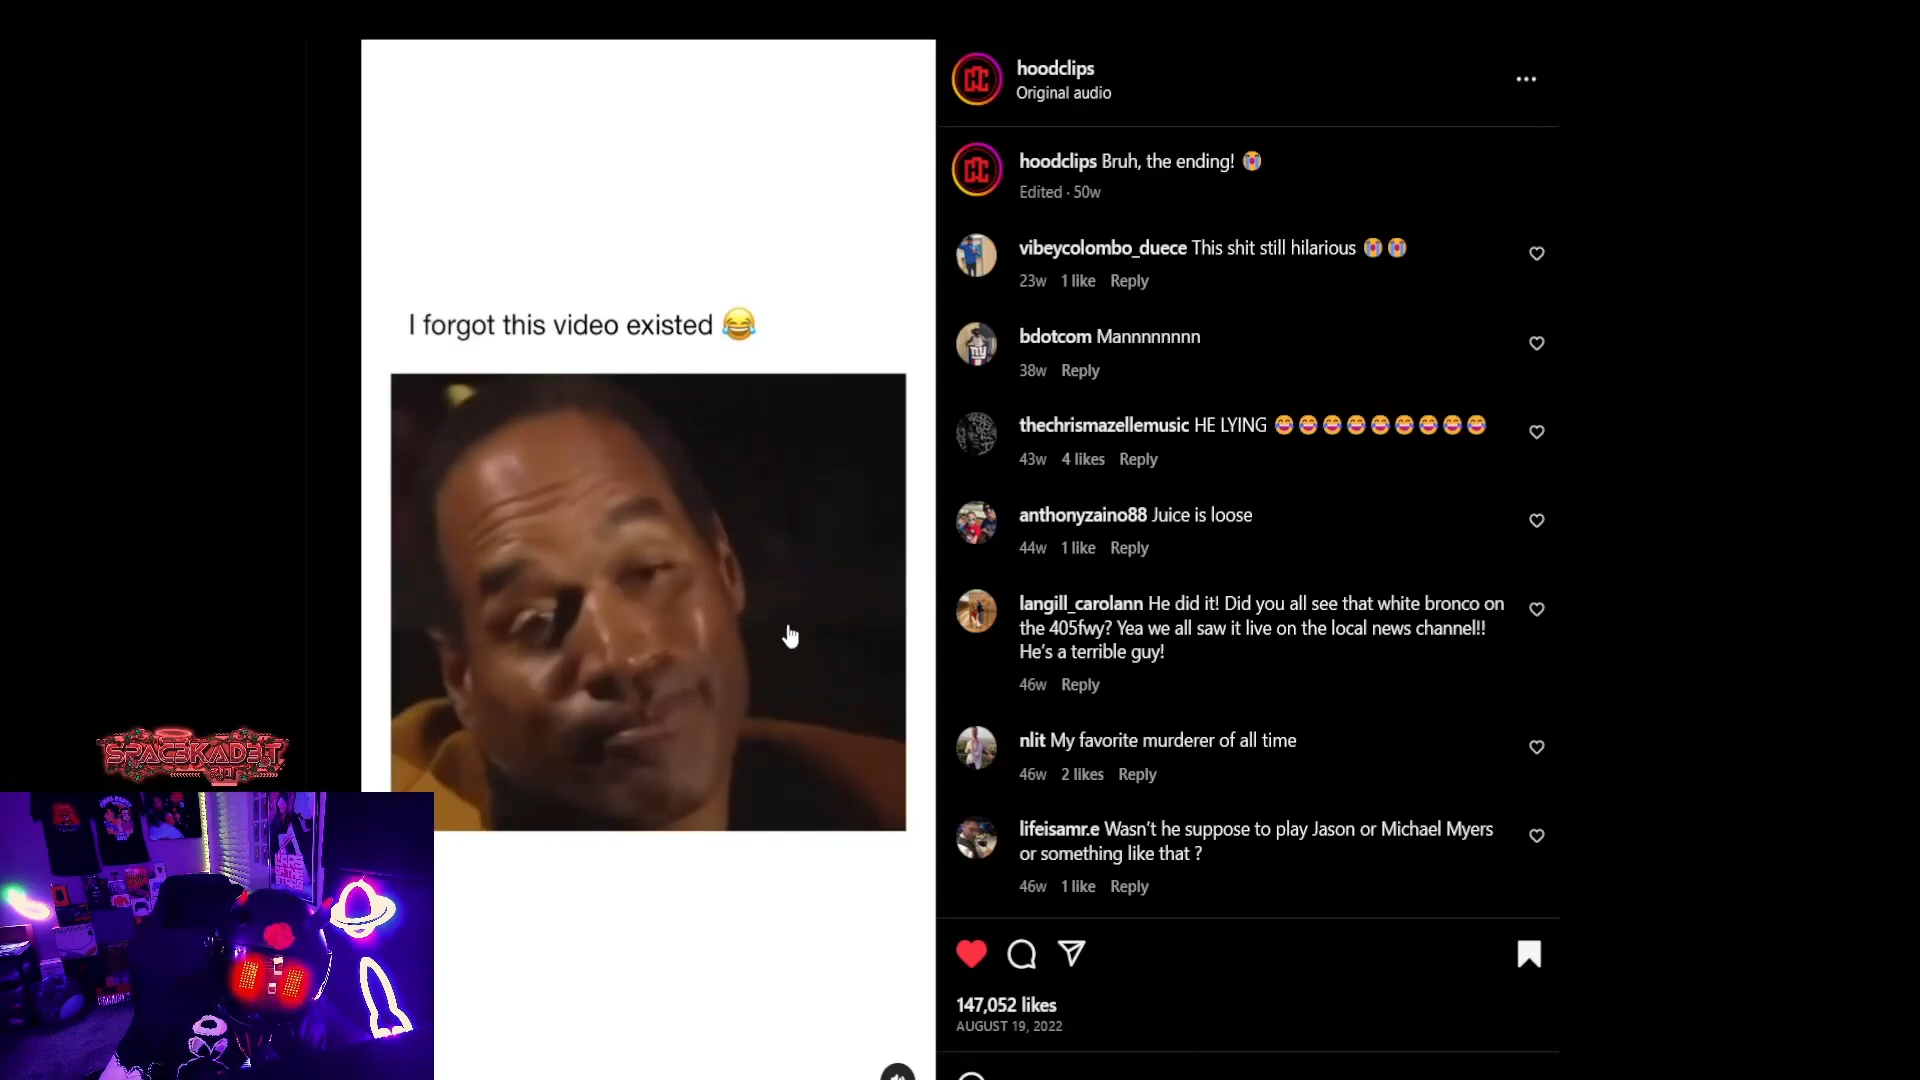 I forgot this video existed 😂
hoodclips
Original audio
hoodclips Bruh, the ending! 😭
Edited · 50w
vibeycolombo_duece This shit still hilarious 😭😭
23w 1 like Reply
bdotcom Mannnnnnnn
38w Reply
thechrismazellemusic HE LYING 😂😂😂😂😂😂😂😂😂
43w 4 likes Reply
anthonyzaino88 Juice is loose
44w 1 like Reply
langill_carolann He did it! Did you all see that white bronco on
the 405fwy? Yea we all saw it live on the local news channel!!
He's a terrible guy!
46w Reply
nlit My favorite murderer of all time
46w 2 likes Reply
lifeisamr.e Wasn't he suppose to play Jason or Michael Myers
or something like that ?
46w 1 like Reply
147,052 likes
AUGUST 19, 2022
SPAC3KAD3T